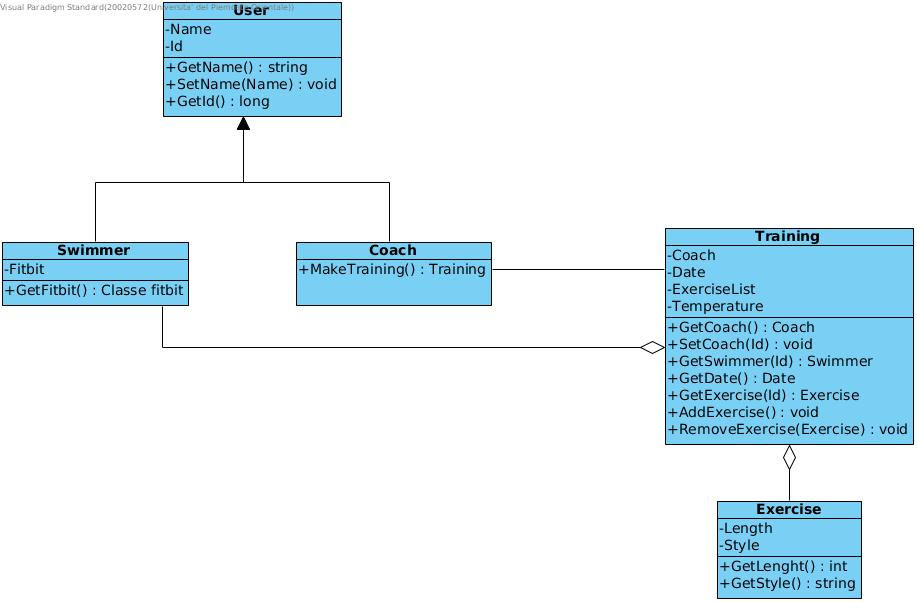 Visual Paradigm Standard(20020572(Universita' del Piemonte Orientale))
User
-Name
-Id
+GetName() : string
+SetName(Name) : void
+GetId() : long
Swimmer
-Fitbit
+GetFitbit() : Classe fitbit
Coach
+MakeTraining() : Training
Training
-Coach
-Date
-ExerciseList
-Temperature
+GetCoach() : Coach
+SetCoach(Id) : void
+GetSwimmer(Id) : Swimmer
+GetDate() : Date
+GetExercise(Id) : Exercise
+AddExercise() : void
+RemoveExercise(Exercise) : void
Exercise
-Length
-Style
+GetLenght() : int
+GetStyle() : string